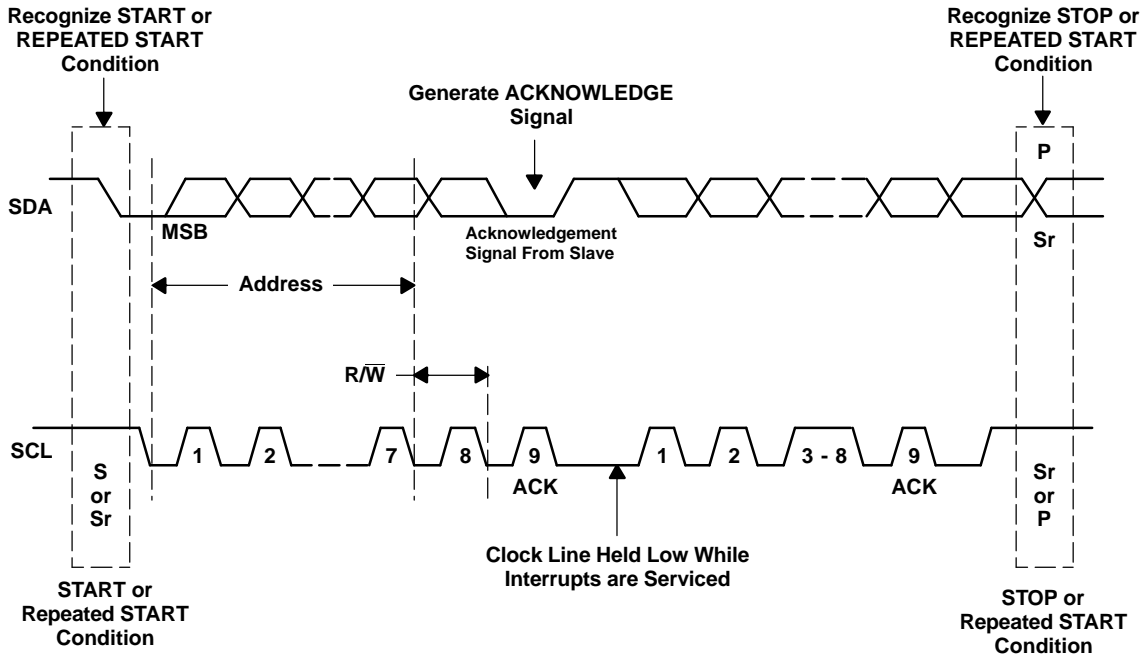 Recognize START or
REPEATED START
Condition
Recognize STOP or
REPEATED START
Condition
Generate ACKNOWLEDGE
Signal
P
SDA
MSB
Acknowledgement
Signal From Slave
Sr
Address
R/W̅
SCL
1
2
7
8
9
1
2
3 - 8
9
ACK
ACK
S
or
Sr
Sr
or
P
Clock Line Held Low While
Interrupts are Serviced
START or
Repeated START
Condition
STOP or
Repeated START
Condition